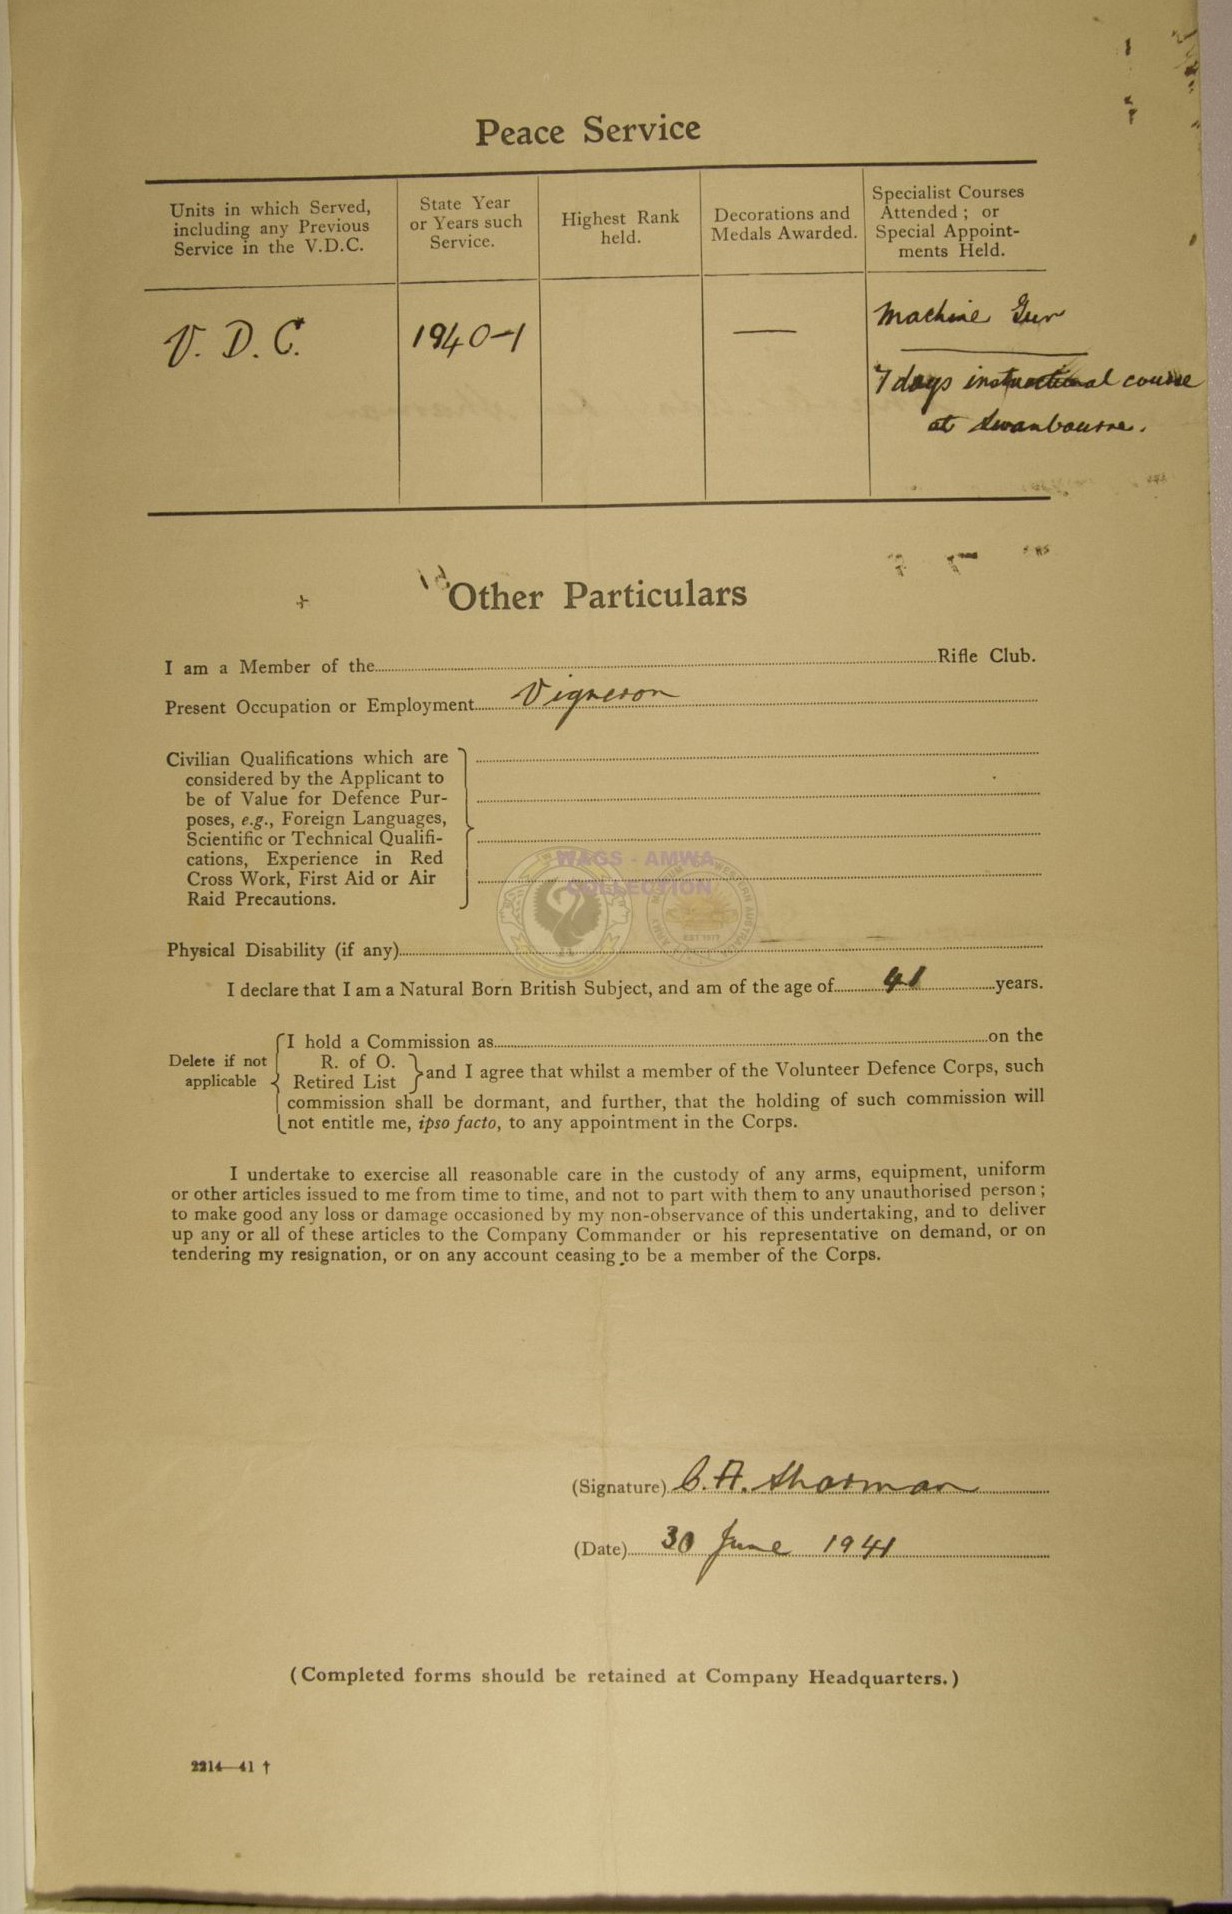 Peace Service
Units in which Served,
including any Previous
Service in the V.D.C.
State Year
or Years such
Service.
Highest Rank
held.
Decorations and
Medals Awarded.
Specialist Courses
Attended ; or
Special Appoint-
ments Held.
V. D. C.
1940-1
—
Machine Gun
7 days instructional course
at Swanbourne.
Other Particulars
I am a Member of the Rifle Club.
Present Occupation or Employment Vigneron
Civilian Qualifications which are
considered by the Applicant to
be of Value for Defence Pur-
poses, e.g., Foreign Languages,
Scientific or Technical Qualifi-
cations, Experience in Red
Cross Work, First Aid or Air
Raid Precautions.
WAGS - AMWA
COLLECTION
EST 1977
Physical Disability (if any)
I declare that I am a Natural Born British Subject, and am of the age of 41 years.
Delete if not
applicable
I hold a Commission as on the
R. of O.
Retired List
and I agree that whilst a member of the Volunteer Defence Corps, such
commission shall be dormant, and further, that the holding of such commission will
not entitle me, ipso facto, to any appointment in the Corps.
I undertake to exercise all reasonable care in the custody of any arms, equipment, uniform
or other articles issued to me from time to time, and not to part with them to any unauthorised person ;
to make good any loss or damage occasioned by my non-observance of this undertaking, and to deliver
up any or all of these articles to the Company Commander or his representative on demand, or on
tendering my resignation, or on any account ceasing to be a member of the Corps.
(Signature) C. A. Sharman
(Date) 30 June 1941
(Completed forms should be retained at Company Headquarters.)
2214—41 †